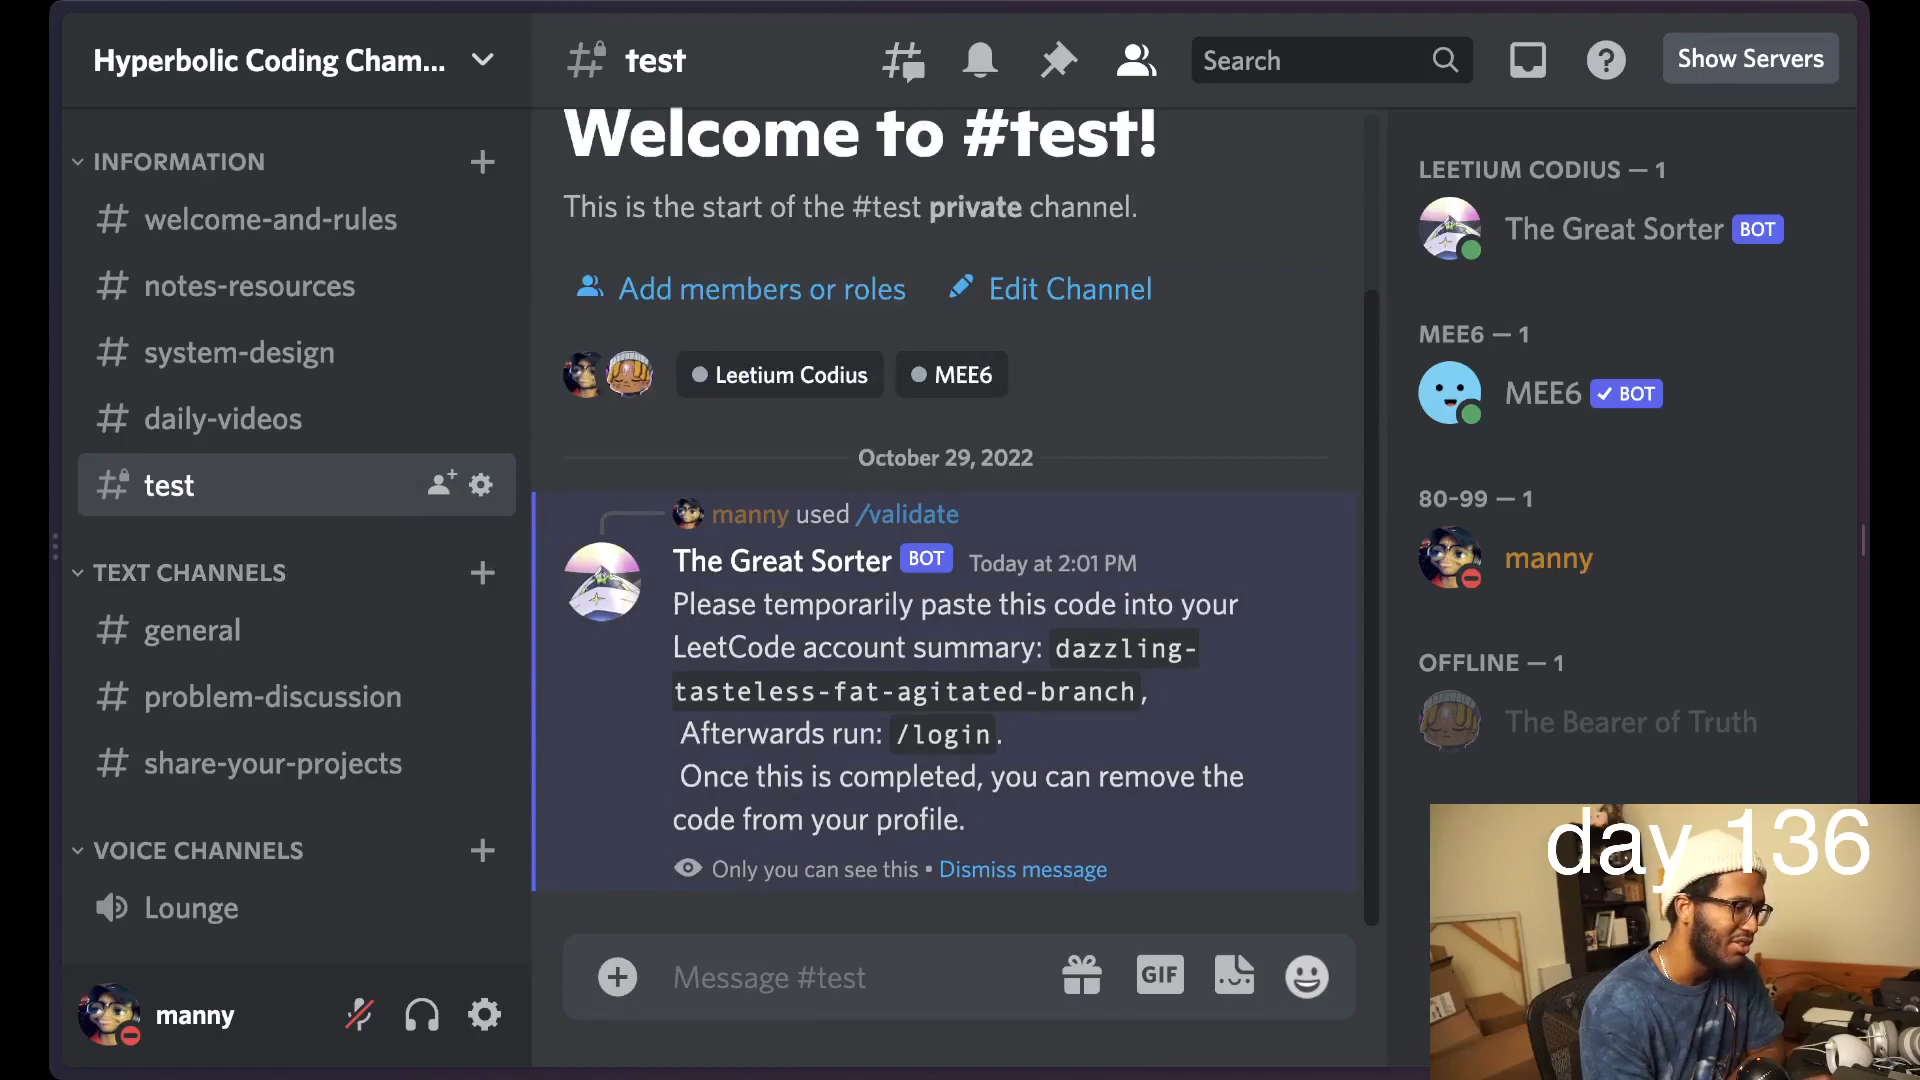 Hyperbolic Coding Cham...
INFORMATION
welcome-and-rules
notes-resources
system-design
daily-videos
test
TEXT CHANNELS
general
problem-discussion
share-your-projects
VOICE CHANNELS
Lounge
manny
test
Search
Show Servers
Welcome to #test!
This is the start of the #test private channel.
Add members or roles
Edit Channel
Leetium Codius
MEE6
October 29, 2022
manny used /validate
The Great Sorter BOT Today at 2:01 PM
Please temporarily paste this code into your
LeetCode account summary: dazzling-
tasteless-fat-agitated-branch,
Afterwards run: /login.
Once this is completed, you can remove the
code from your profile.
Only you can see this • Dismiss message
Message #test
GIF
LEETIUM CODIUS — 1
The Great Sorter BOT
MEE6 — 1
MEE6 ✓ BOT
80-99 — 1
manny
OFFLINE — 1
The Bearer of Truth
day 136